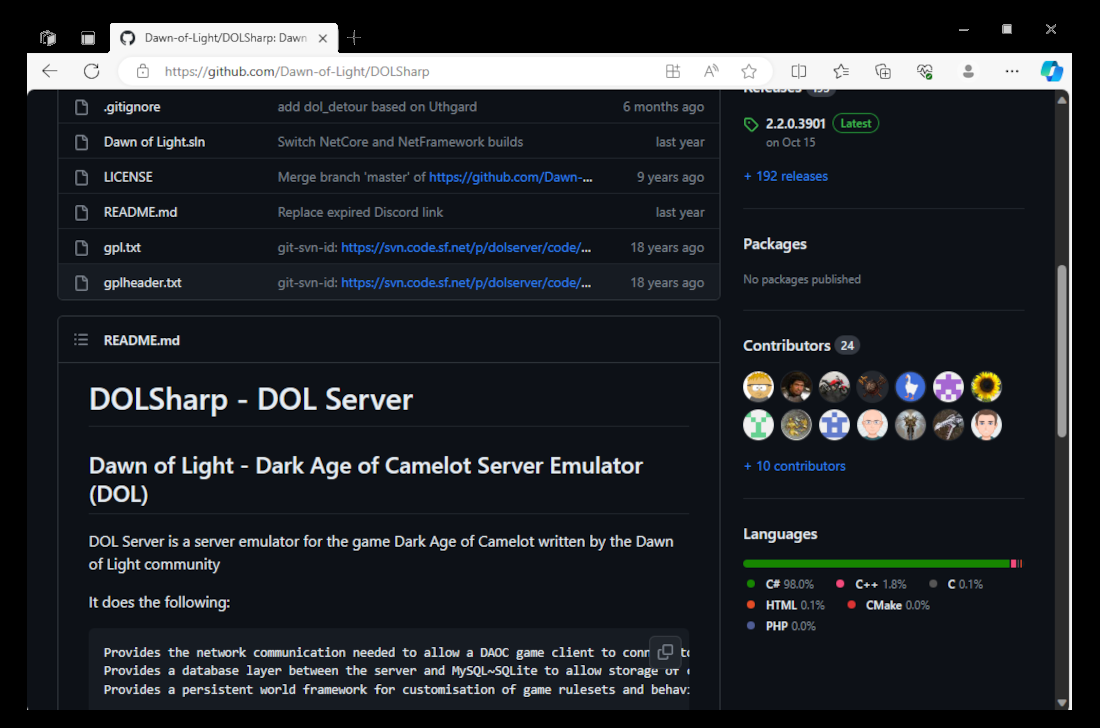 Dawn-of-Light/DOLSharp: Dawn
https://github.com/Dawn-of-Light/DOLSharp
.gitignore add dol_detour based on Uthgard 6 months ago
Dawn of Light.sln Switch NetCore and NetFramework builds last year
LICENSE Merge branch 'master' of https://github.com/Dawn-... 9 years ago
README.md Replace expired Discord link last year
gpl.txt git-svn-id: https://svn.code.sf.net/p/dolserver/code/... 18 years ago
gplheader.txt git-svn-id: https://svn.code.sf.net/p/dolserver/code/... 18 years ago
README.md
DOLSharp - DOL Server
Dawn of Light - Dark Age of Camelot Server Emulator
(DOL)
DOL Server is a server emulator for the game Dark Age of Camelot written by the Dawn
of Light community
It does the following:
Provides the network communication needed to allow a DAOC game client to
Provides a database layer between the server and MySQL~SQLite to allow storage of
Provides a persistent world framework for customisation of game rulesets and
Releases 193
2.2.0.3901 Latest
on Oct 15
+ 192 releases
Packages
No packages published
Contributors 24
+ 10 contributors
Languages
C# 98.0% C++ 1.8% C 0.1%
HTML 0.1% CMake 0.0%
PHP 0.0%